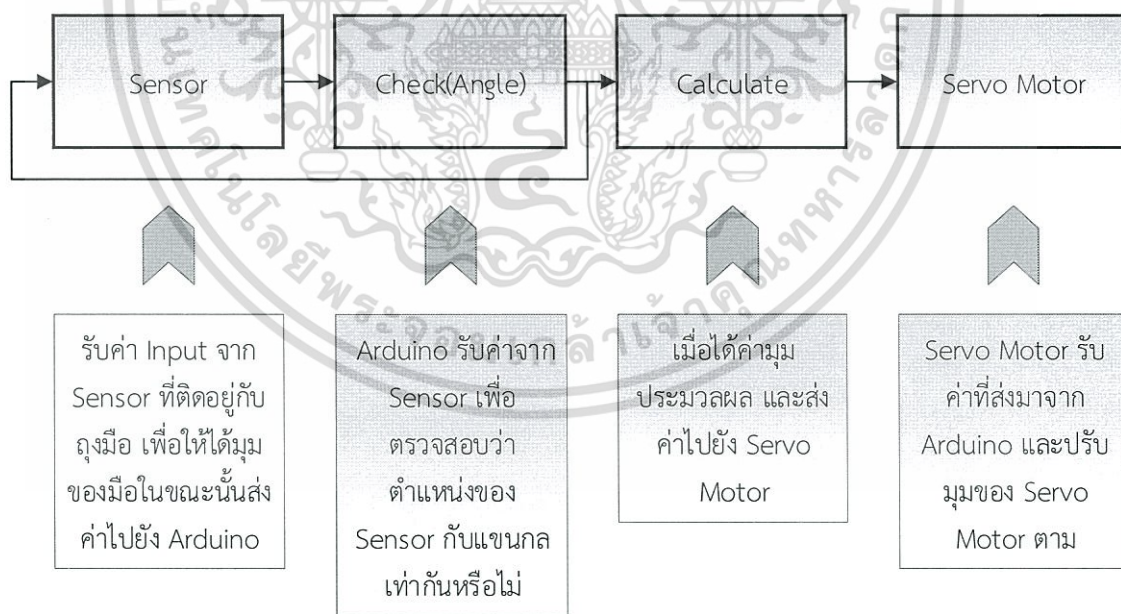 Sensor
Check(Angle)
Calculate
Servo Motor
รับค่า Input จาก
Sensor ที่ติดอยู่กับ
ถุงมือ เพื่อให้ได้มุม
ของมือในขณะนั้นส่ง
ค่าไปยัง Arduino
Arduino รับค่าจาก
Sensor เพื่อ
ตรวจสอบว่า
ตำแหน่งของ
Sensor กับแขนกล
เท่ากันหรือไม่
เมื่อได้ค่ามุม
ประมวลผล และส่ง
ค่าไปยัง Servo
Motor
Servo Motor รับ
ค่าที่ส่งมาจาก
Arduino และปรับ
มุมของ Servo
Motor ตาม